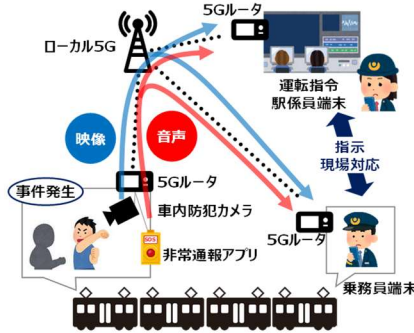 5Gルータ
ローカル5G
運転指令
駅係員端末
映像
音声
指示
現場対応
5Gルータ
事件発生
車内防犯カメラ
5Gルータ
SOS
非常通報アプリ
乗務員端末